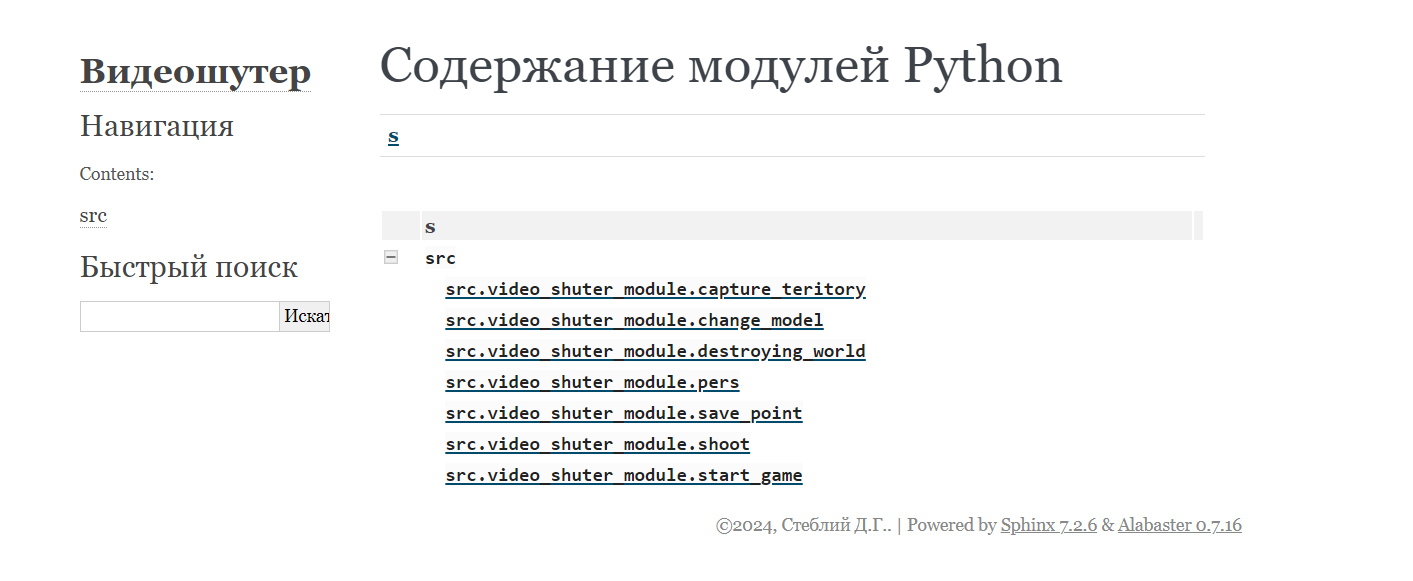 Видеошутер
Навигация
Contents:
src
Быстрый поиск
Искат
Содержание модулей Python
s
s
src
src.video_shuter_module.capture_teritory
src.video_shuter_module.change_model
src.video_shuter_module.destroying_world
src.video_shuter_module.pers
src.video_shuter_module.save_point
src.video_shuter_module.shoot
src.video_shuter_module.start_game
©2024, Стеблий Д.Г.. | Powered by Sphinx 7.2.6 & Alabaster 0.7.16